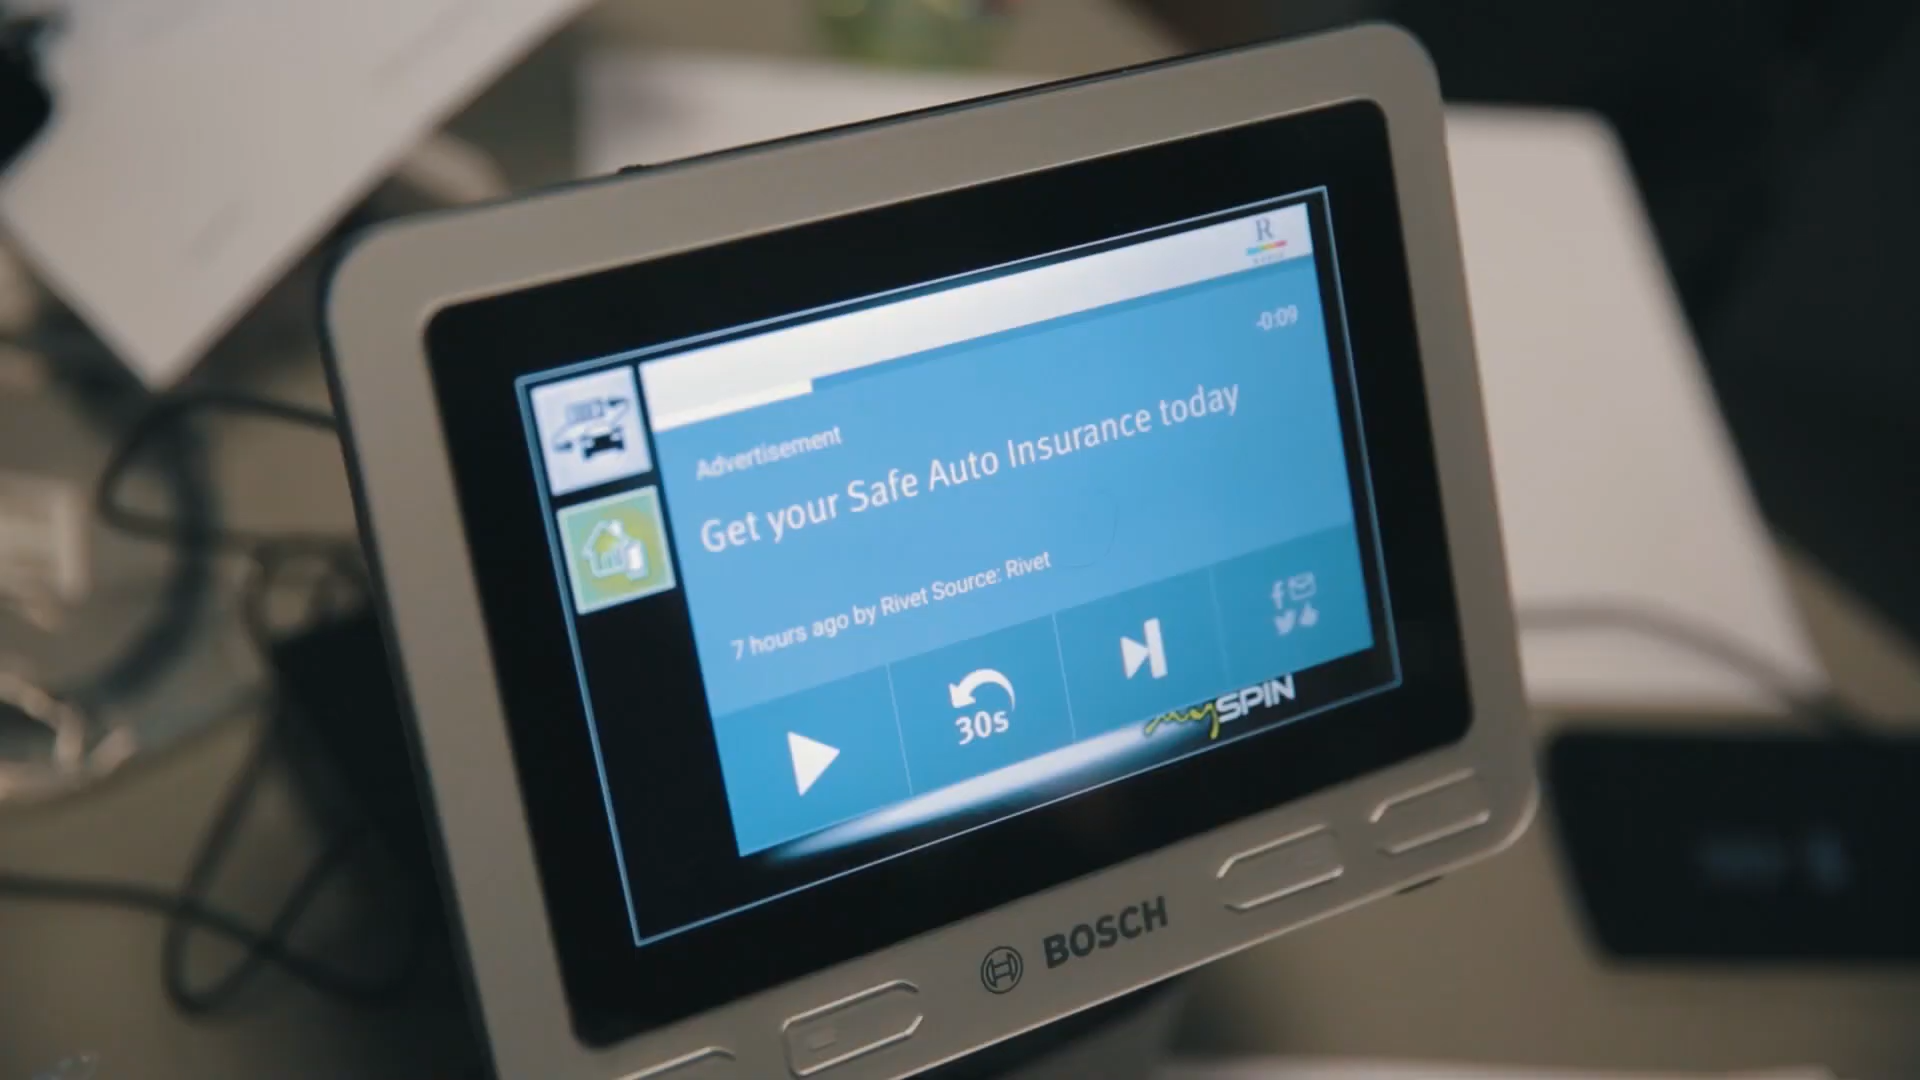 R
-0:09
Advertisement
Get your Safe Auto Insurance today
7 hours ago by Rivet Source: Rivet
30s
mySPIN
BOSCH